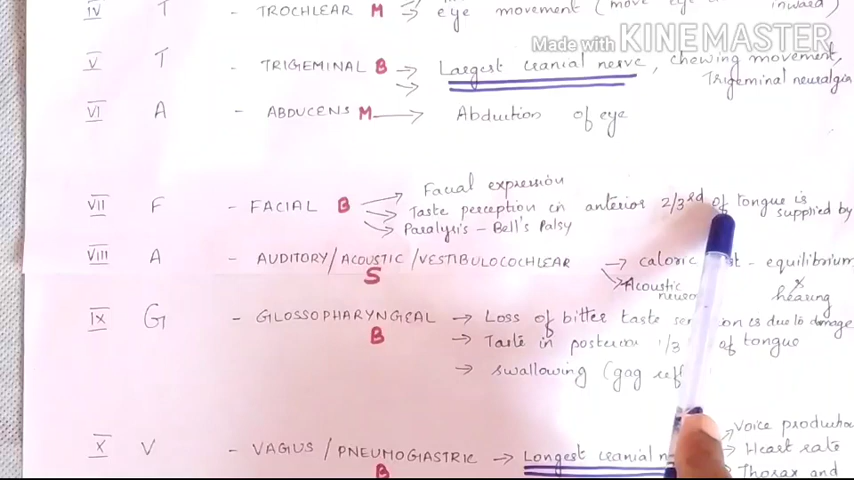 IV T - TROCHLEAR M eye movement (move eye inward)
Made with KINEMASTER
V T - TRIGEMINAL B → Largest cranial nerve, chewing movement,
Trigeminal neuralgia
VI A - ABDUCENS M → Abduction of eye
Facial expression
VII F - FACIAL B Taste perception in anterior 2/3rd of tongue is
supplied by
Paralysis - Bell's Palsy
VIII A - AUDITORY/ACOUSTIC/VESTIBULOCOCHLEAR → caloric - equilibrium
S Acoustic hearing
IX G - GLOSSOPHARYNGEAL → Loss of bitter taste is due to damage
B → Taste in posterior 1/3 of tongue
→ swallowing (gag
Voice production
X V - VAGUS/PNEUMOGASTRIC → Longest cranial Heart rate
B Thorax and